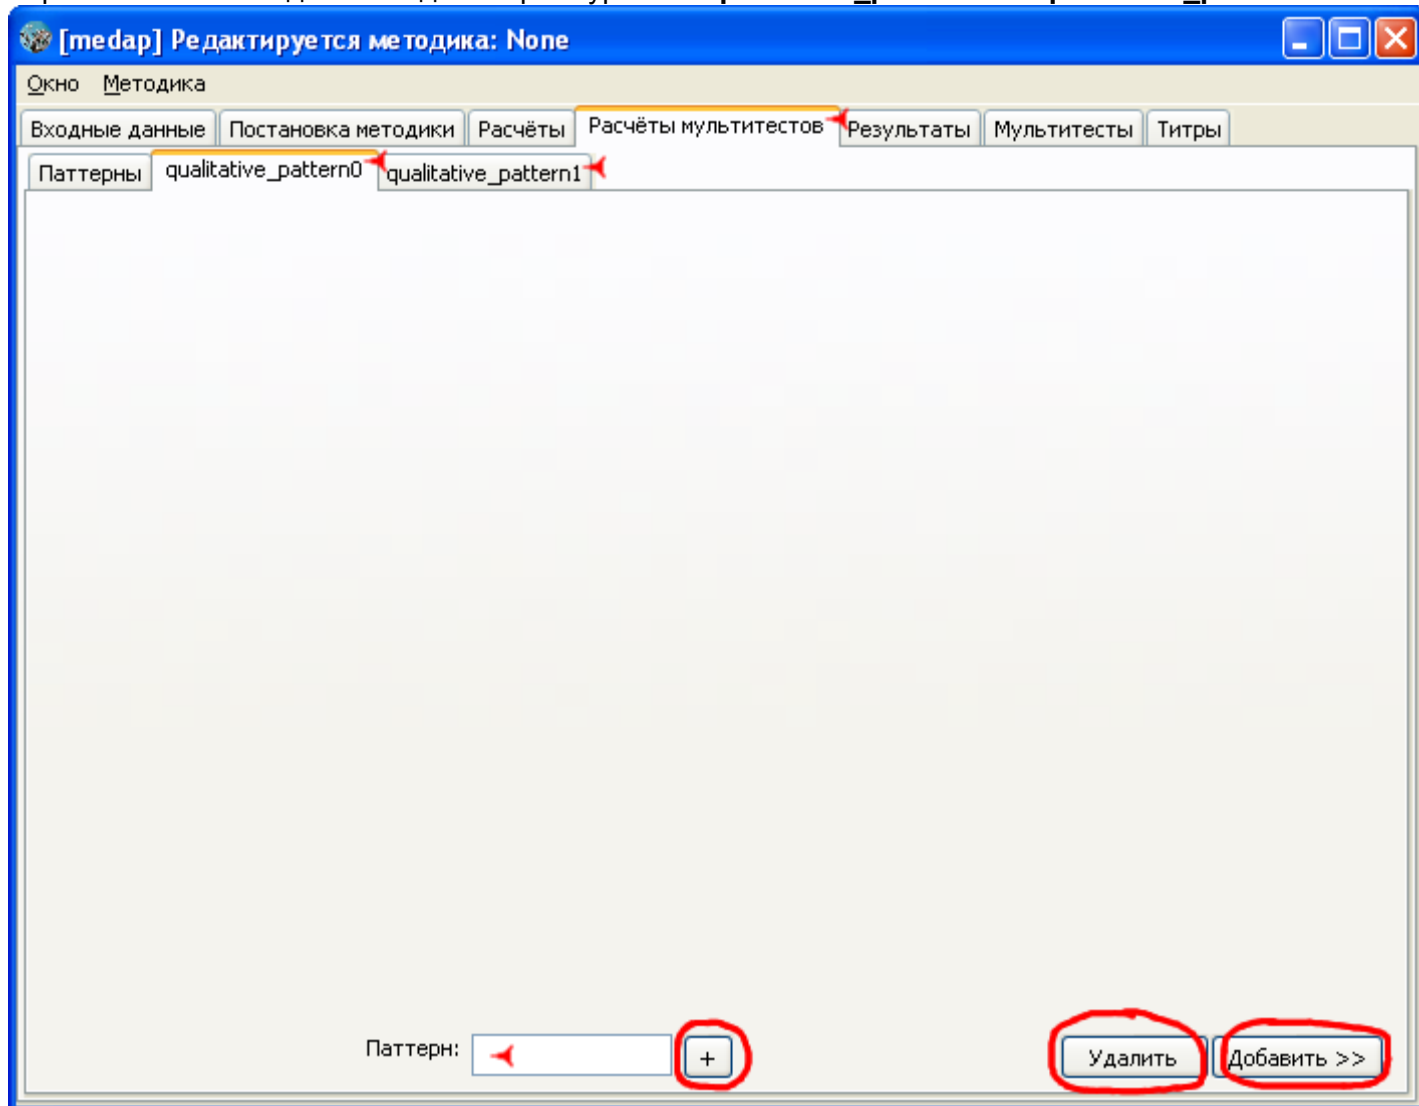 [medap] Редактируется методика: None
Окно Методика
Входные данные Постановка методики Расчёты Расчёты мультитестов Результаты Мультитесты Титры
Паттерны qualitative_pattern0 qualitative_pattern1
Паттерн: + Удалить Добавить >>